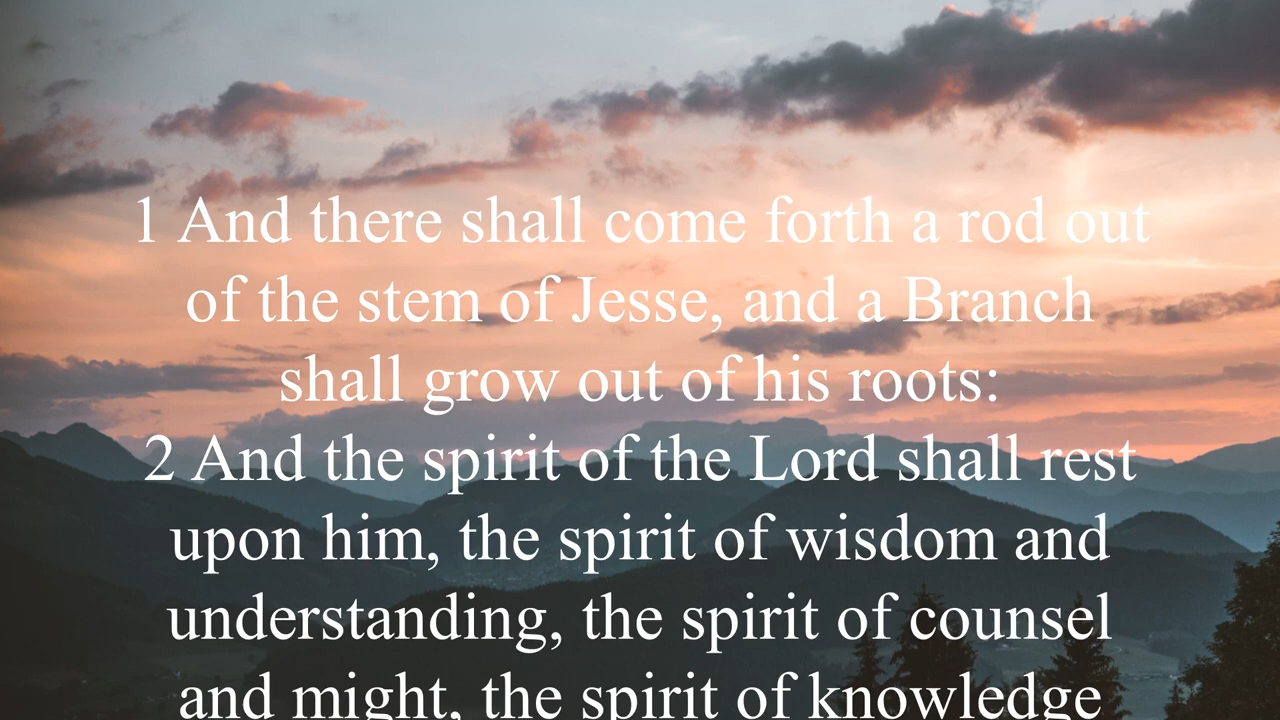 1 And there shall come forth a rod out
of the stem of Jesse, and a Branch
shall grow out of his roots:
2 And the spirit of the Lord shall rest
upon him, the spirit of wisdom and
understanding, the spirit of counsel
and might, the spirit of knowledge